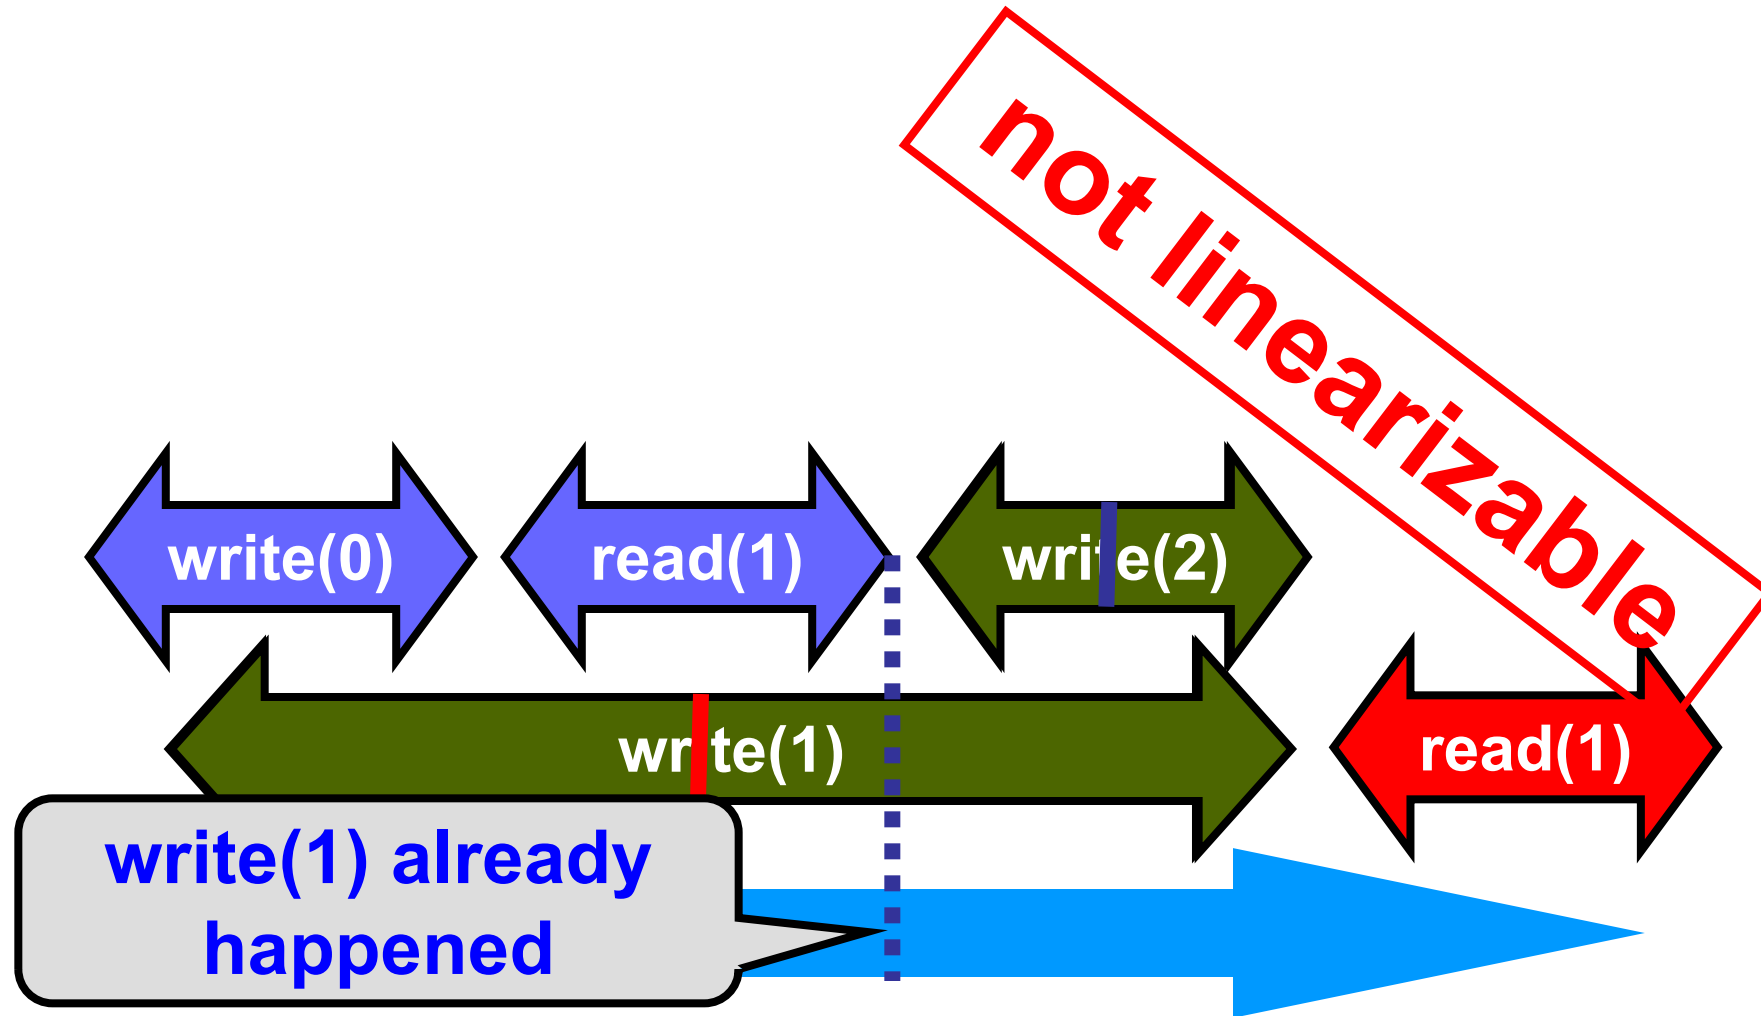 not linearizable
write(0)
read(1)
write(2)
write(1)
read(1)
write(1) already
happened